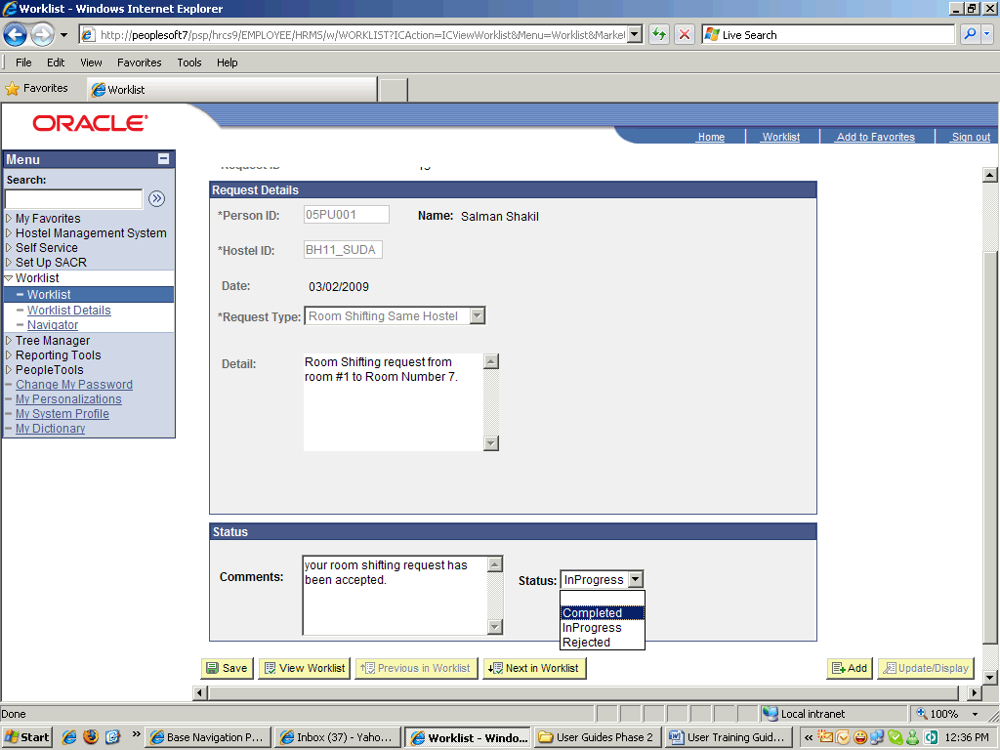 Worklist - Windows Internet Explorer
http://peoplesoft7/psp/hrcs9/EMPLOYEE/HRMS/w/WORKLIST?ICAction=ICViewWorklist&Menu=Worklist&Market
Live Search
File Edit View Favorites Tools Help
Favorites Worklist
ORACLE
Home Worklist Add to Favorites Sign out
Menu
Search:
My Favorites
Hostel Management System
Self Service
Set Up SACR
Worklist
Worklist
Worklist Details
Navigator
Tree Manager
Reporting Tools
PeopleTools
Change My Password
My Personalizations
My System Profile
My Dictionary
Request Details
*Person ID: 05PU001 Name: Salman Shakil
*Hostel ID: BH11_SUDA
Date: 03/02/2009
*Request Type: Room Shifting Same Hostel
Detail: Room Shifting request from
room #1 to Room Number 7.
Status
Comments: your room shifting request has
been accepted.
Status: InProgress
Completed
InProgress
Rejected
Save View Worklist Previous in Worklist Next in Worklist Add Update/Display
Done Local intranet 100%
Start » Base Navigation P... Inbox (37) - Yaho... Worklist - Windo... User Guides Phase 2 User Training Guid... « 12:36 PM